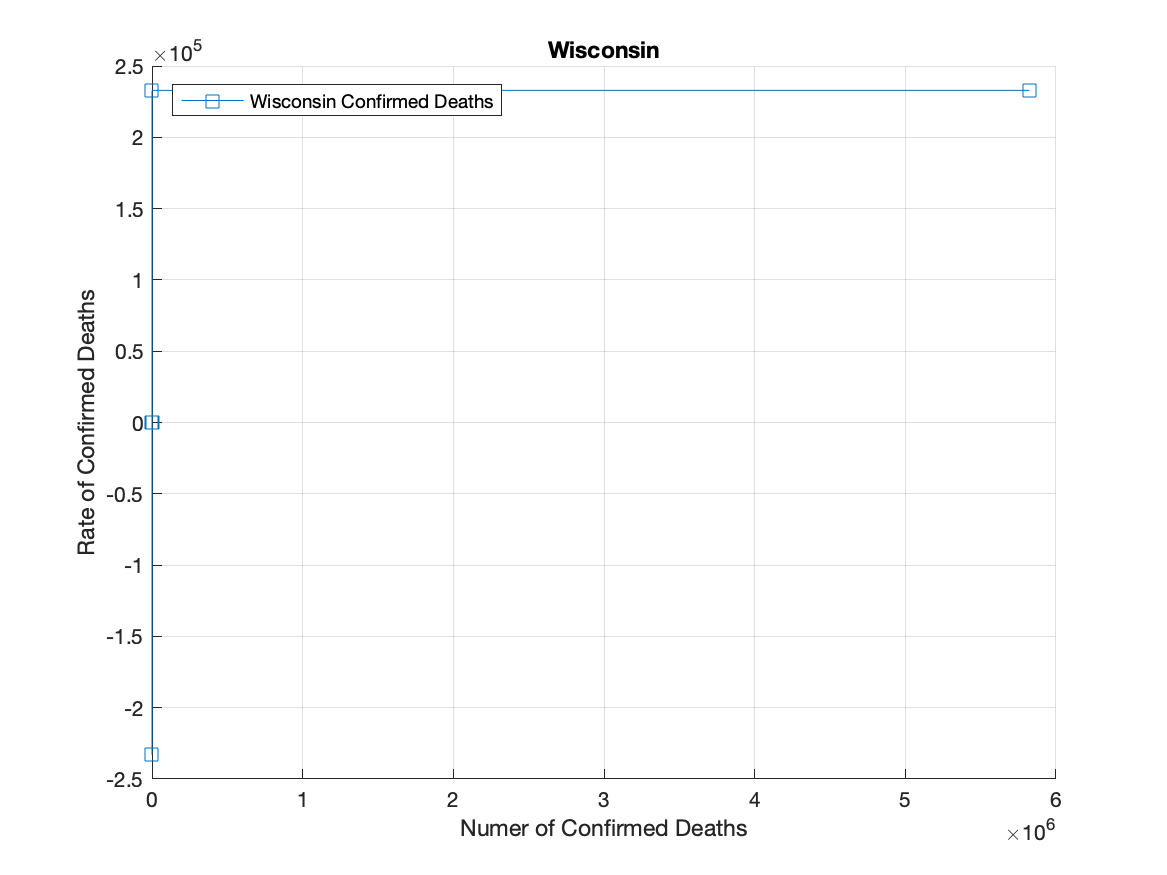 Wisconsin
×10^5
2.5
2
1.5
1
0.5
0
-0.5
-1
-1.5
-2
-2.5
Wisconsin Confirmed Deaths
Rate of Confirmed Deaths
0 1 2 3 4 5 6
Numer of Confirmed Deaths
×10^6